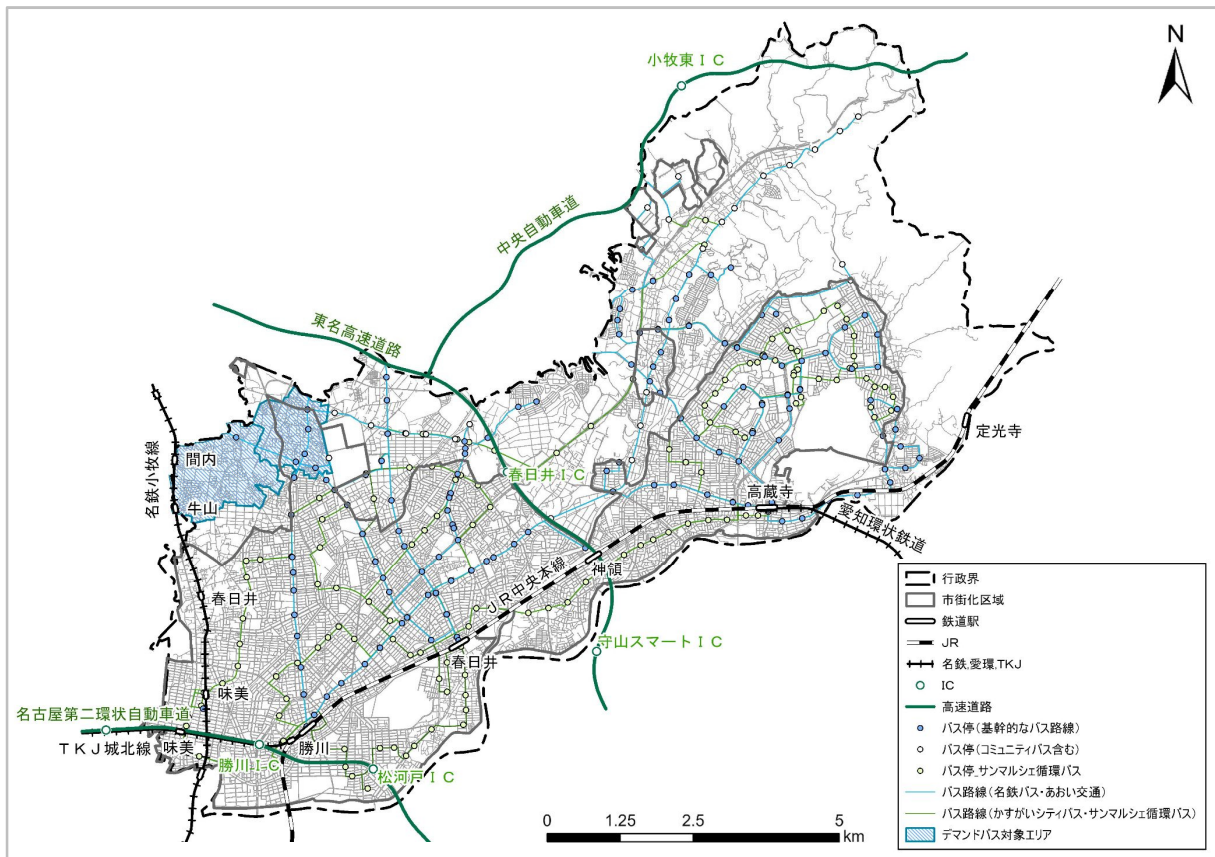 N
小牧東ＩＣ
中央自動車道
東名高速道路
定光寺
名鉄小牧線
間内
春日井ＩＣ
牛山
高蔵寺
愛知環状鉄道
ＪＲ中央本線
神領
春日井
守山スマートＩＣ
春日井
味美
名古屋第二環状自動車道
ＴＫＪ城北線
味美
勝川
勝川ＩＣ
松河戸ＩＣ
0 1.25 2.5 5
km
行政界
市街化区域
鉄道駅
JR
名鉄,愛環,TKJ
IC
高速道路
バス停(基幹的なバス路線)
バス停(コミュニティバス含む)
バス停_サンマルシェ循環バス
バス路線(名鉄バス・あおい交通)
バス路線(かすがいシティバス・サンマルシェ循環バス)
デマンドバス対象エリア